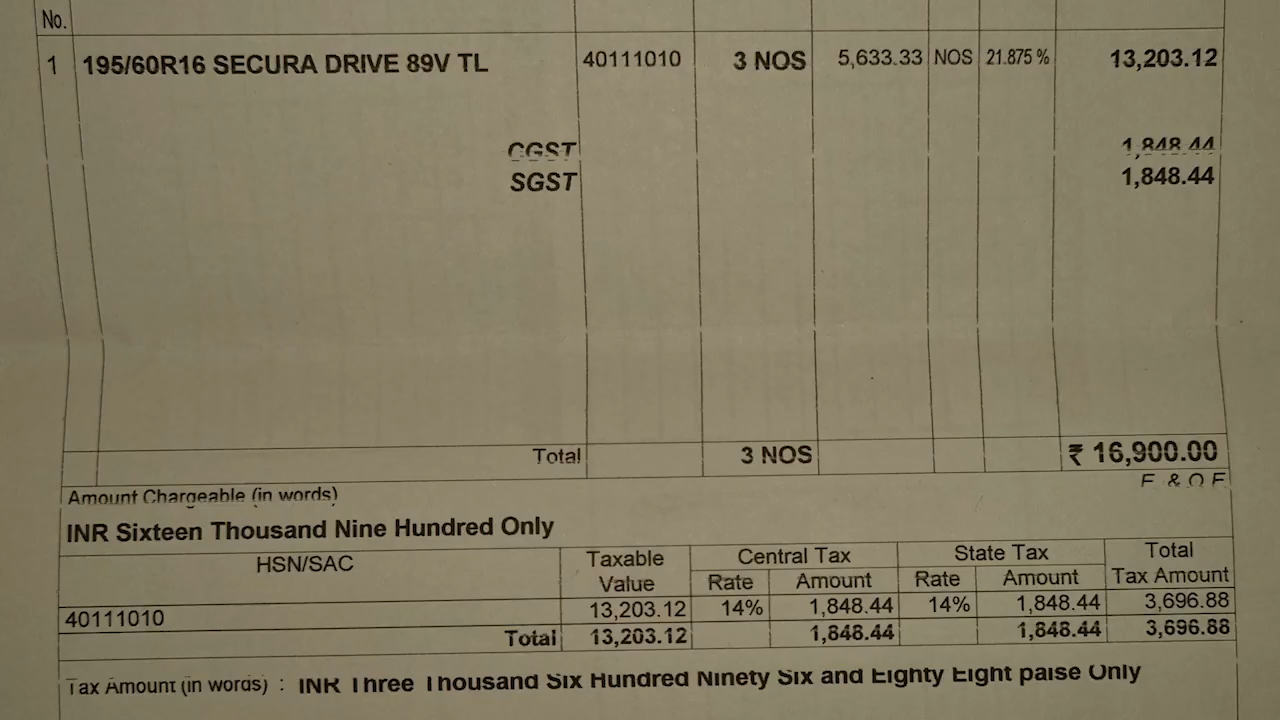 No.
1 195/60R16 SECURA DRIVE 89V TL 40111010 3 NOS 5,633.33 NOS 21.875 % 13,203.12
CGST 1,848.44
SGST 1,848.44
Total 3 NOS ₹ 16,900.00
E. & O.E
Amount Chargeable (in words)
INR Sixteen Thousand Nine Hundred Only
HSN/SAC Taxable Value Central Tax State Tax Total Tax Amount
Rate Amount Rate Amount
40111010 13,203.12 14% 1,848.44 14% 1,848.44 3,696.88
Total 13,203.12 1,848.44 1,848.44 3,696.88
Tax Amount (in words) : INR Three Thousand Six Hundred Ninety Six and Eighty Eight paise Only